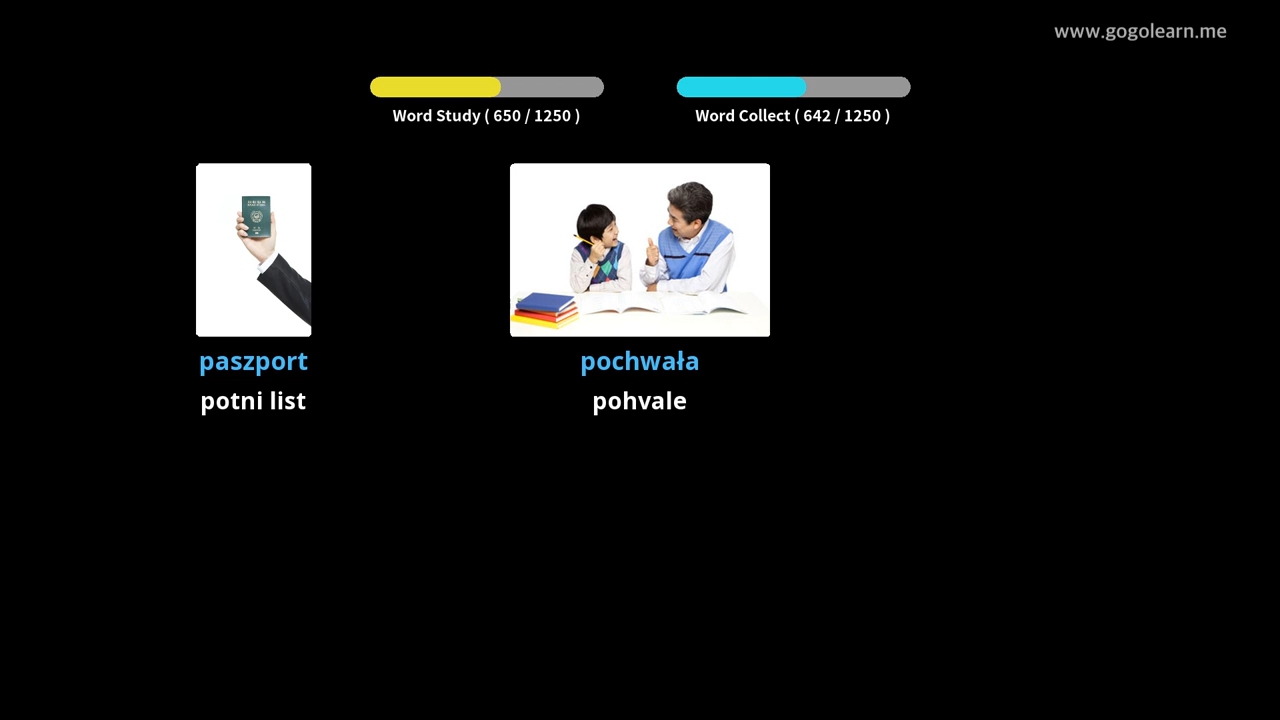 www.gogolearn.me
Word Study ( 650 / 1250 )
Word Collect ( 642 / 1250 )
paszport
pochwała
potni list
pohvale